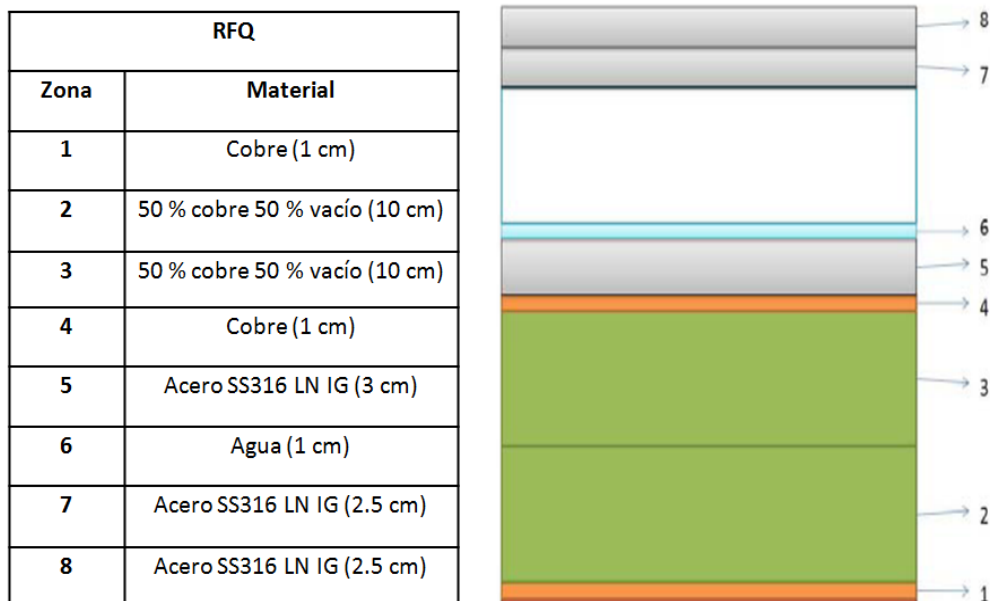 RFQ
Zona Material
1 Cobre (1 cm)
2 50 % cobre 50 % vacío (10 cm)
3 50 % cobre 50 % vacío (10 cm)
4 Cobre (1 cm)
5 Acero SS316 LN IG (3 cm)
6 Agua (1 cm)
7 Acero SS316 LN IG (2.5 cm)
8 Acero SS316 LN IG (2.5 cm)
8
7
6
5
4
3
2
1